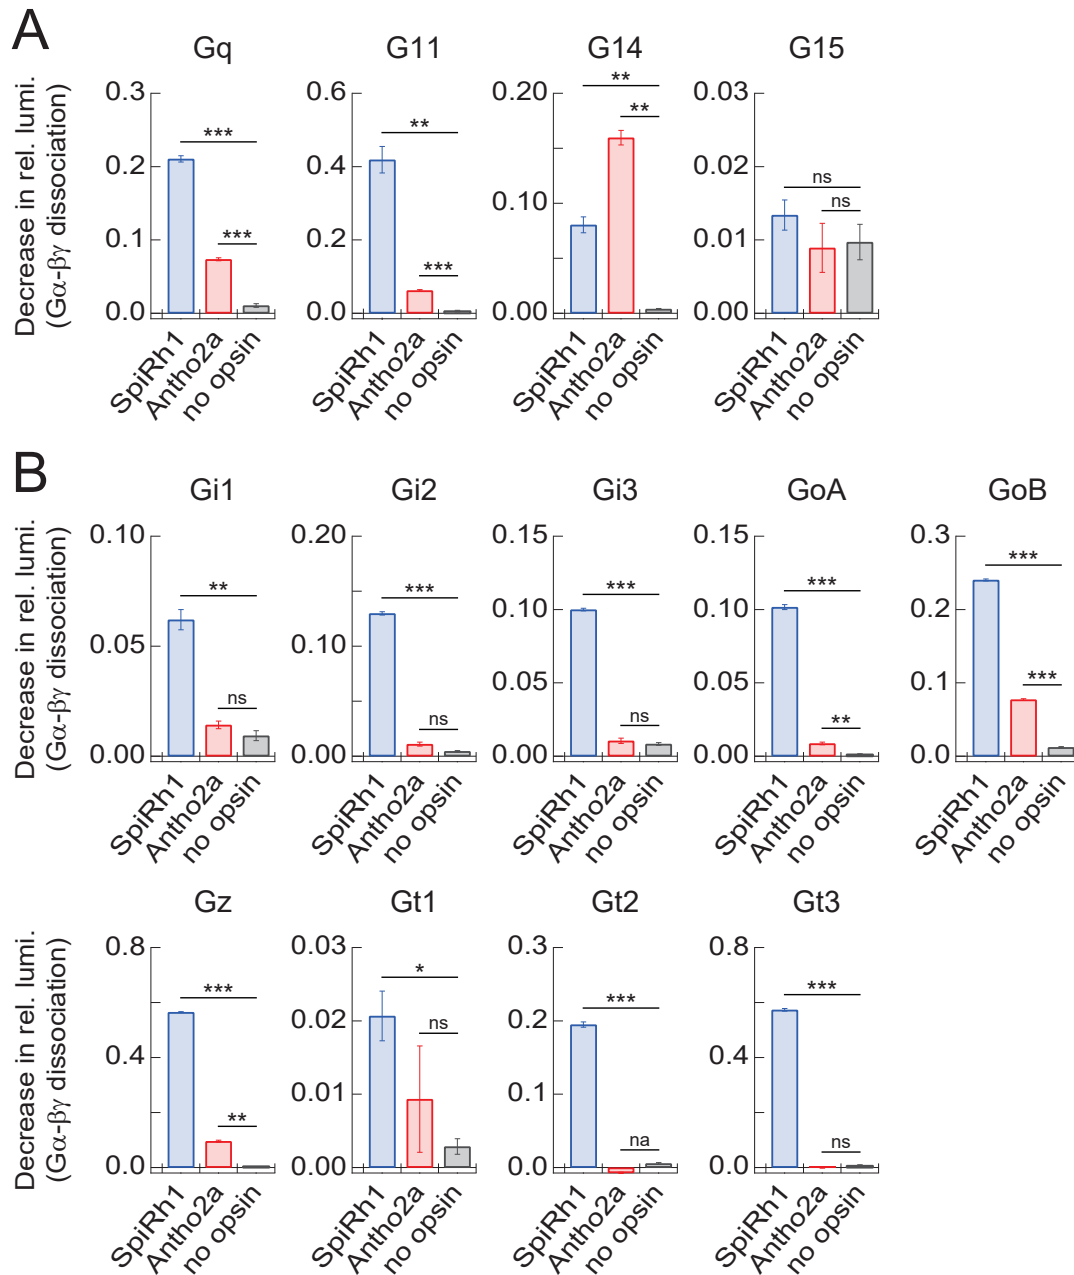 A
Gq G11 G14 G15
Decrease in rel. lumi.
(Gα-βγ dissociation)
0.3
0.2
0.1
0.0
***
***
SpiRh1
Antho2a
no opsin
0.6
0.4
0.2
0.0
**
***
SpiRh1
Antho2a
no opsin
0.20
0.10
0.00
**
**
SpiRh1
Antho2a
no opsin
0.03
0.02
0.01
0.00
ns
ns
SpiRh1
Antho2a
no opsin
B
Gi1 Gi2 Gi3 GoA GoB
Decrease in rel. lumi.
(Gα-βγ dissociation)
0.10
0.05
0.00
**
ns
SpiRh1
Antho2a
no opsin
0.20
0.10
0.00
***
ns
SpiRh1
Antho2a
no opsin
0.15
0.10
0.05
0.00
***
ns
SpiRh1
Antho2a
no opsin
0.15
0.10
0.05
0.00
***
**
SpiRh1
Antho2a
no opsin
0.3
0.2
0.1
0.0
***
***
SpiRh1
Antho2a
no opsin
Gz Gt1 Gt2 Gt3
Decrease in rel. lumi.
(Gα-βγ dissociation)
0.8
0.4
0.0
***
**
SpiRh1
Antho2a
no opsin
0.03
0.02
0.01
0.00
*
ns
SpiRh1
Antho2a
no opsin
0.3
0.2
0.1
0.0
***
na
SpiRh1
Antho2a
no opsin
0.8
0.4
0.0
***
ns
SpiRh1
Antho2a
no opsin